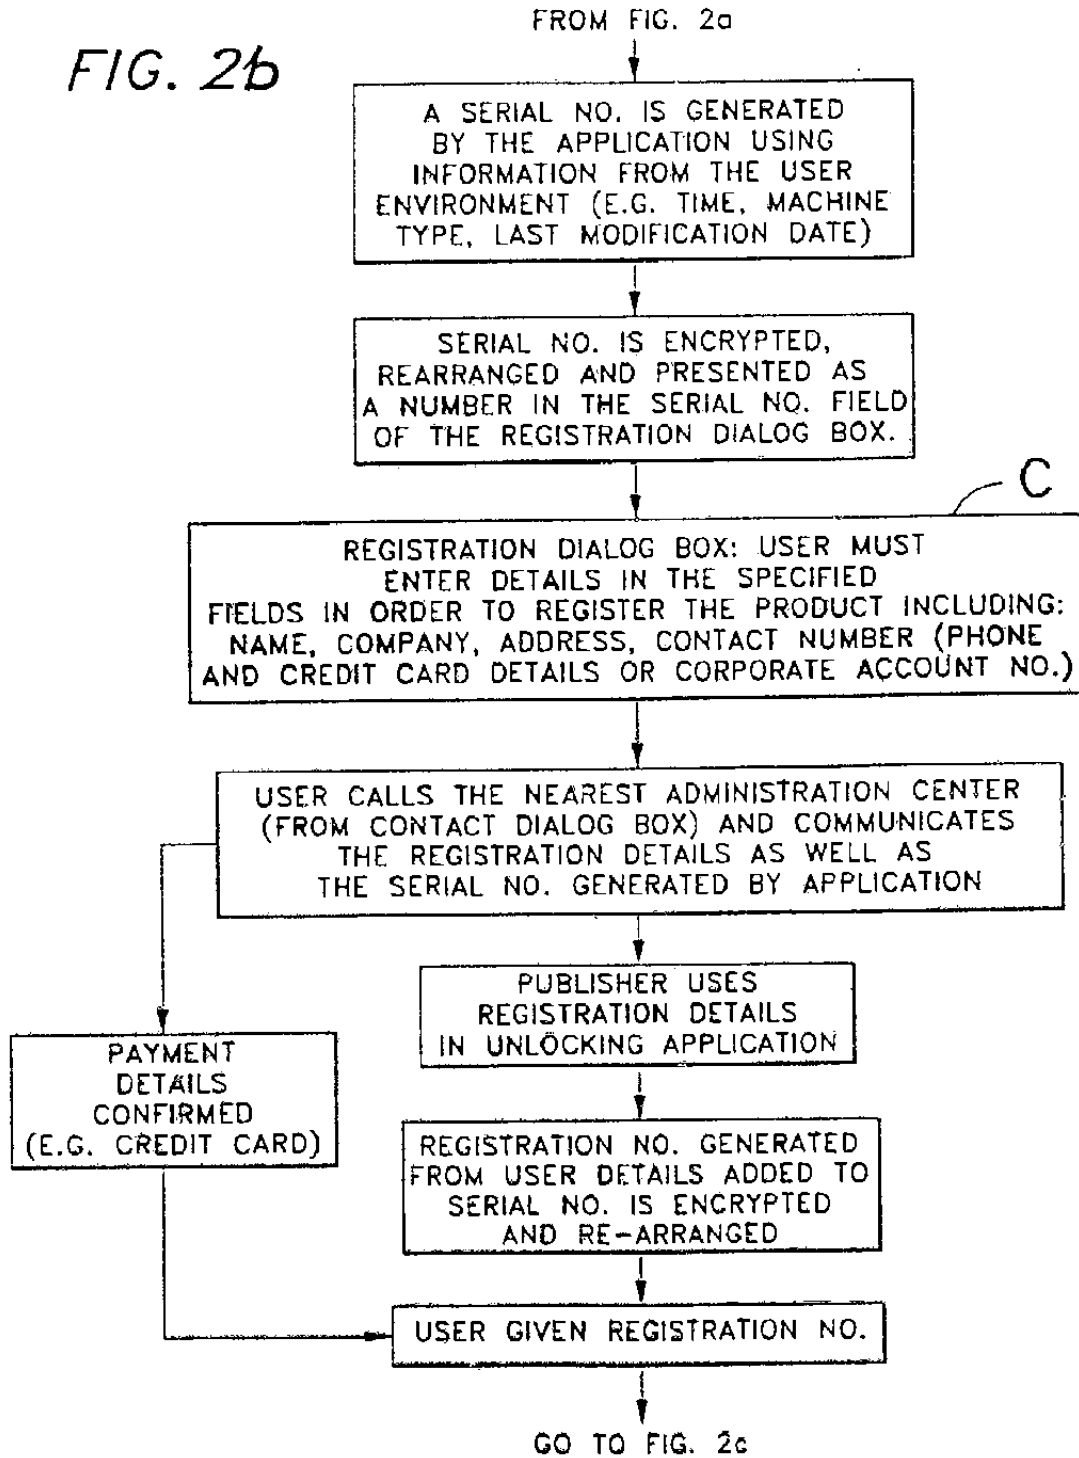 FROM FIG. 2a
FIG. 2b
A SERIAL NO. IS GENERATED
BY THE APPLICATION USING
INFORMATION FROM THE USER
ENVIRONMENT (E.G. TIME, MACHINE
TYPE, LAST MODIFICATION DATE)
SERIAL NO. IS ENCRYPTED,
REARRANGED AND PRESENTED AS
A NUMBER IN THE SERIAL NO. FIELD
OF THE REGISTRATION DIALOG BOX.
C
REGISTRATION DIALOG BOX: USER MUST
ENTER DETAILS IN THE SPECIFIED
FIELDS IN ORDER TO REGISTER THE PRODUCT INCLUDING:
NAME, COMPANY, ADDRESS, CONTACT NUMBER (PHONE
AND CREDIT CARD DETAILS OR CORPORATE ACCOUNT NO.)
USER CALLS THE NEAREST ADMINISTRATION CENTER
(FROM CONTACT DIALOG BOX) AND COMMUNICATES
THE REGISTRATION DETAILS AS WELL AS
THE SERIAL NO. GENERATED BY APPLICATION
PUBLISHER USES
REGISTRATION DETAILS
IN UNLOCKING APPLICATION
PAYMENT
DETAILS
CONFIRMED
(E.G. CREDIT CARD)
REGISTRATION NO. GENERATED
FROM USER DETAILS ADDED TO
SERIAL NO. IS ENCRYPTED
AND RE-ARRANGED
USER GIVEN REGISTRATION NO.
GO TO FIG. 2c